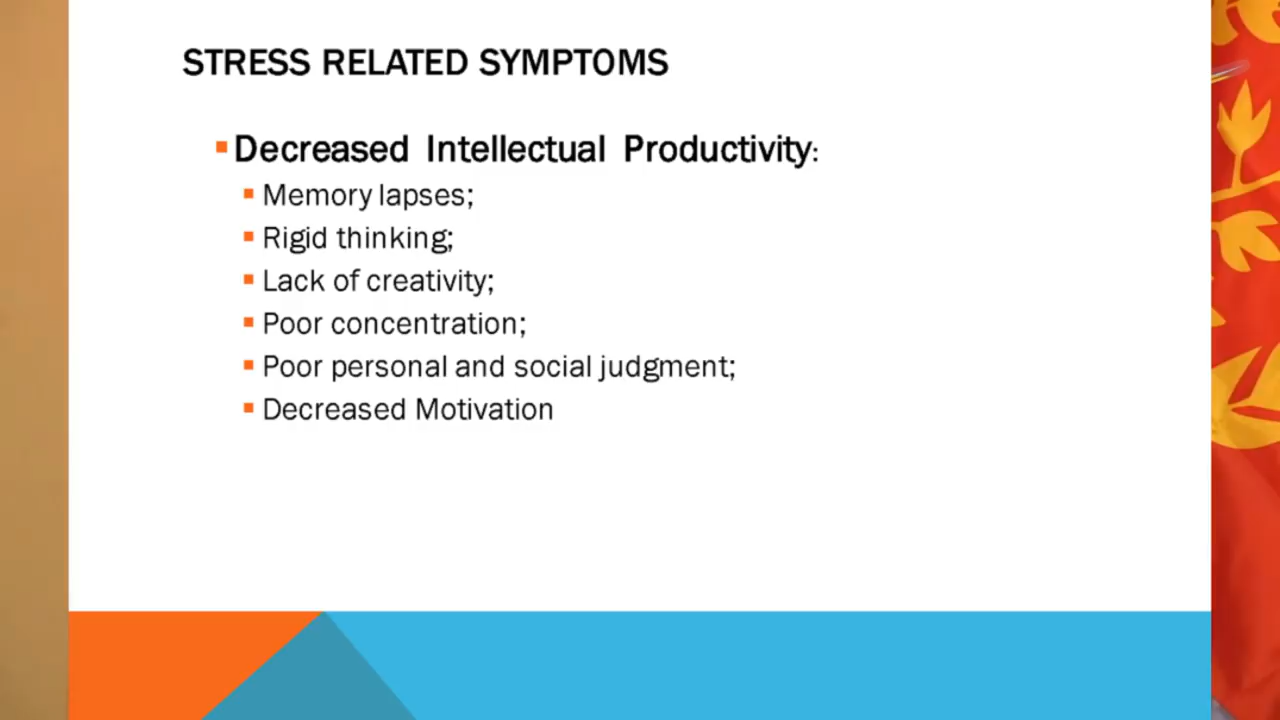 STRESS RELATED SYMPTOMS
Decreased Intellectual Productivity:
Memory lapses;
Rigid thinking;
Lack of creativity;
Poor concentration;
Poor personal and social judgment;
Decreased Motivation